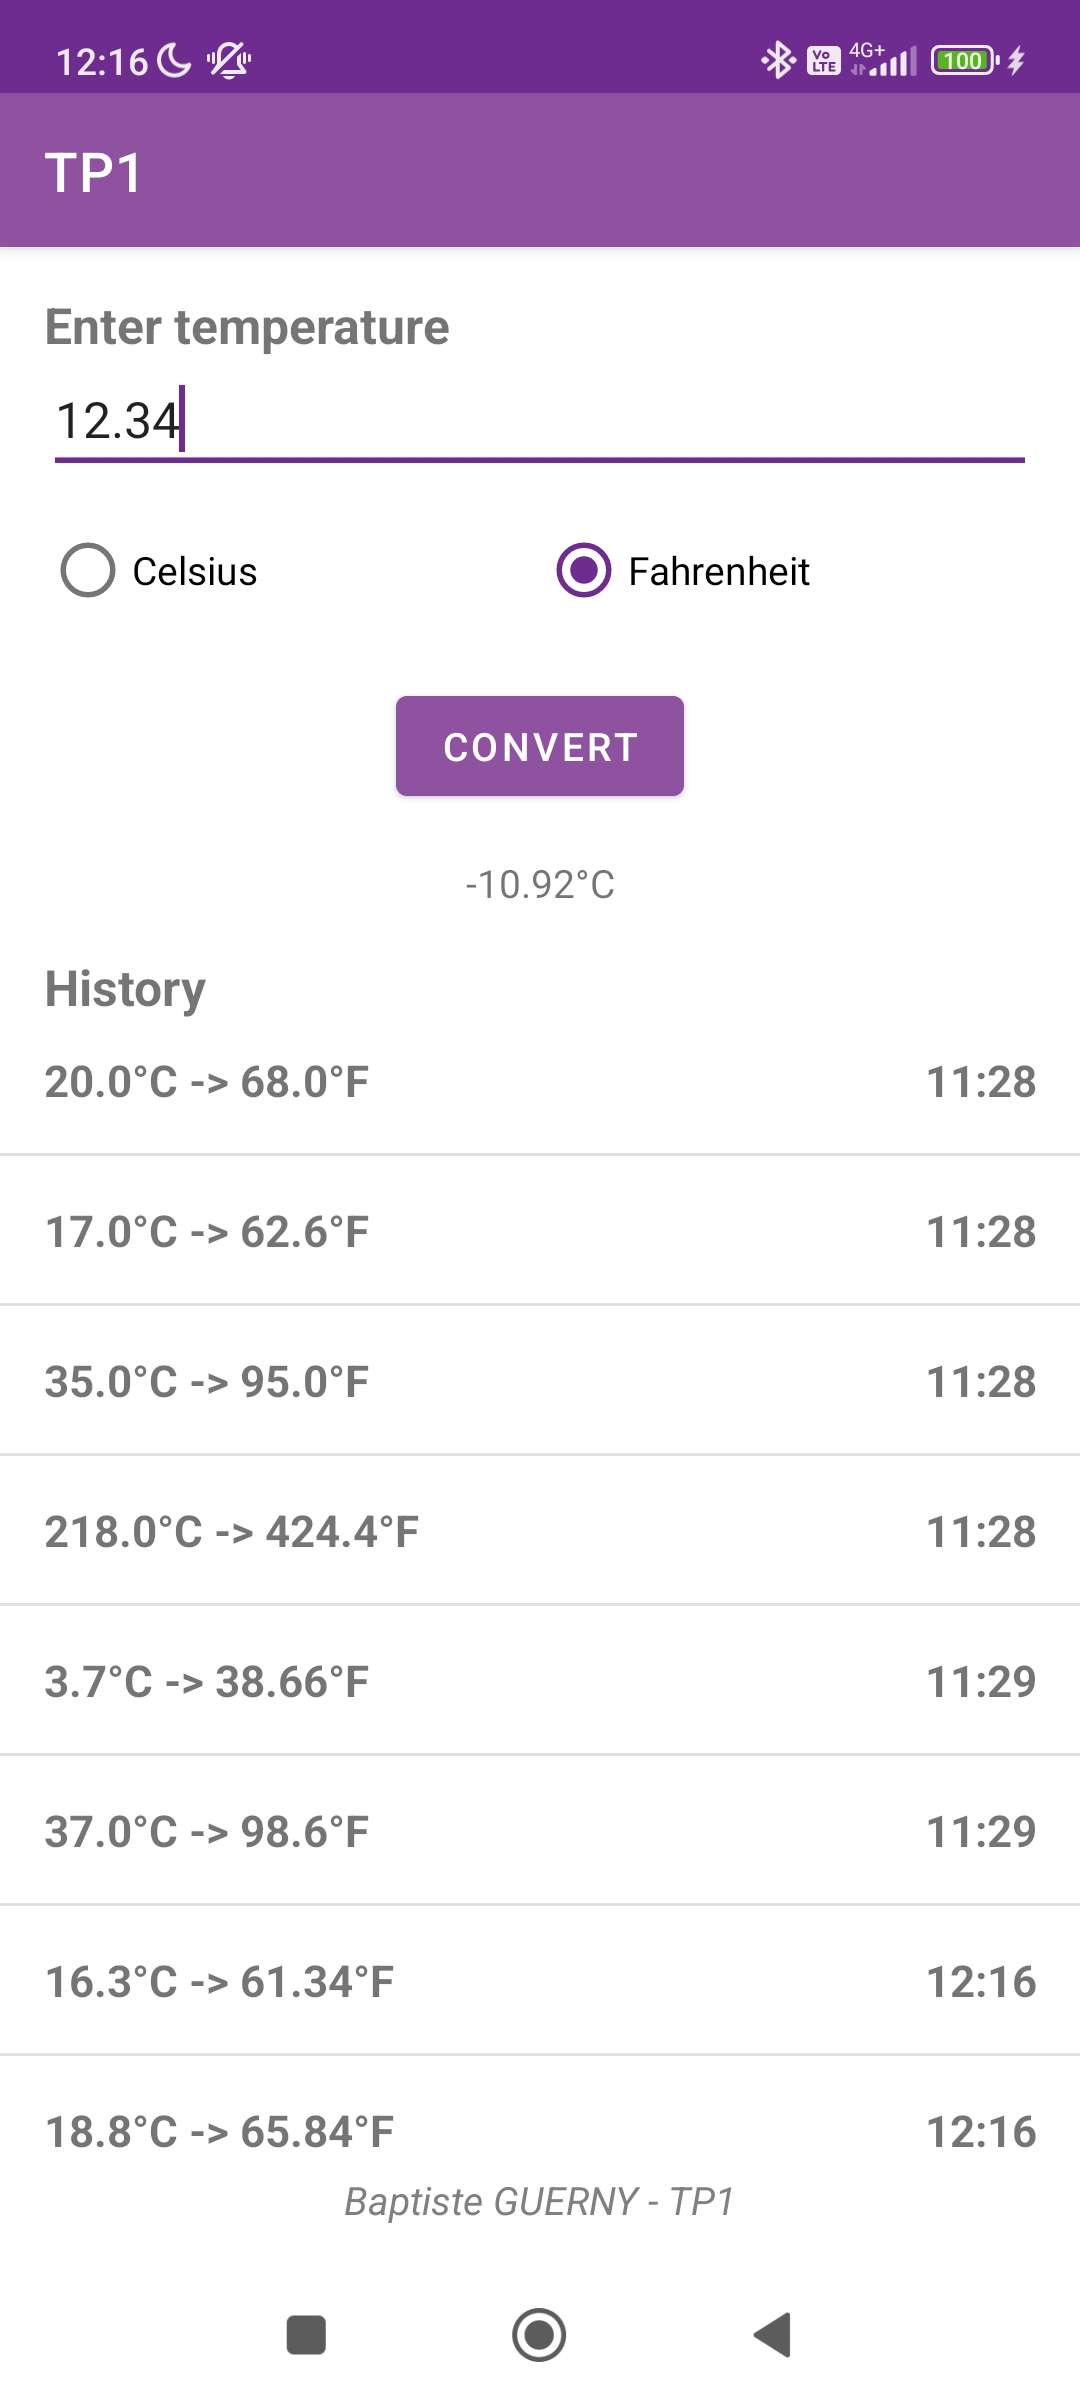 12:16 Vo LTE 4G+ 100
TP1
Enter temperature
12.34
Celsius Fahrenheit
CONVERT
-10.92°C
History
20.0°C -> 68.0°F 11:28
17.0°C -> 62.6°F 11:28
35.0°C -> 95.0°F 11:28
218.0°C -> 424.4°F 11:28
3.7°C -> 38.66°F 11:29
37.0°C -> 98.6°F 11:29
16.3°C -> 61.34°F 12:16
18.8°C -> 65.84°F 12:16
Baptiste GUERNY - TP1